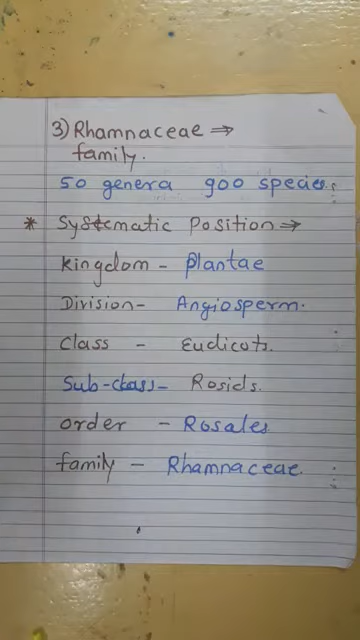 3) Rhamnaceae ⇒
family.
50 genera 900 species:
* Systematic Position →
Kingdom - Plantae
Division - Angiosperm.
Class - Eudicots.
Sub-class - Rosids.
order - Rosales
family - Rhamnaceae.